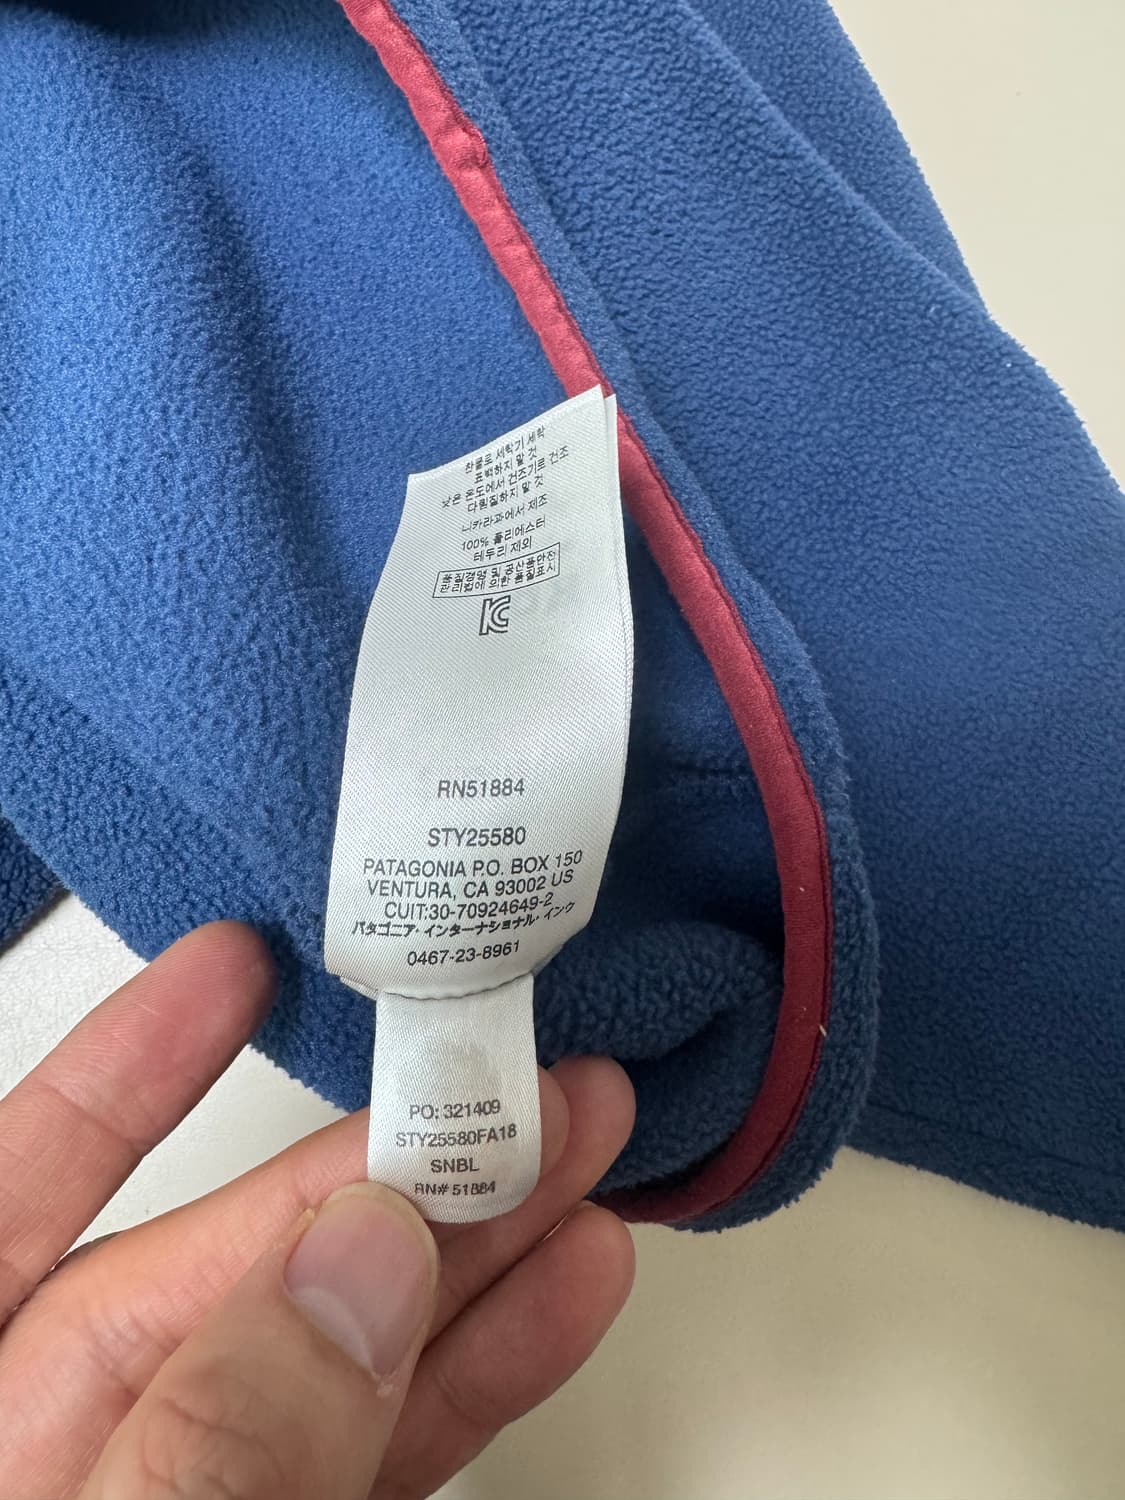 찬물로 세탁기 세탁
표백하지 말 것
낮은 온도에서 건조기로 건조
다림질하지 말 것
니카라과에서 제조
100% 폴리에스터
테두리 제외
KC
RN51884
STY25580
PATAGONIA P.O. BOX 150
VENTURA, CA 93002 US
CUIT:30-70924649-2
パタゴニア・インターナショナル・インク
0467-23-8961
PO: 321409
STY25580FA18
SNBL
RN# 51884